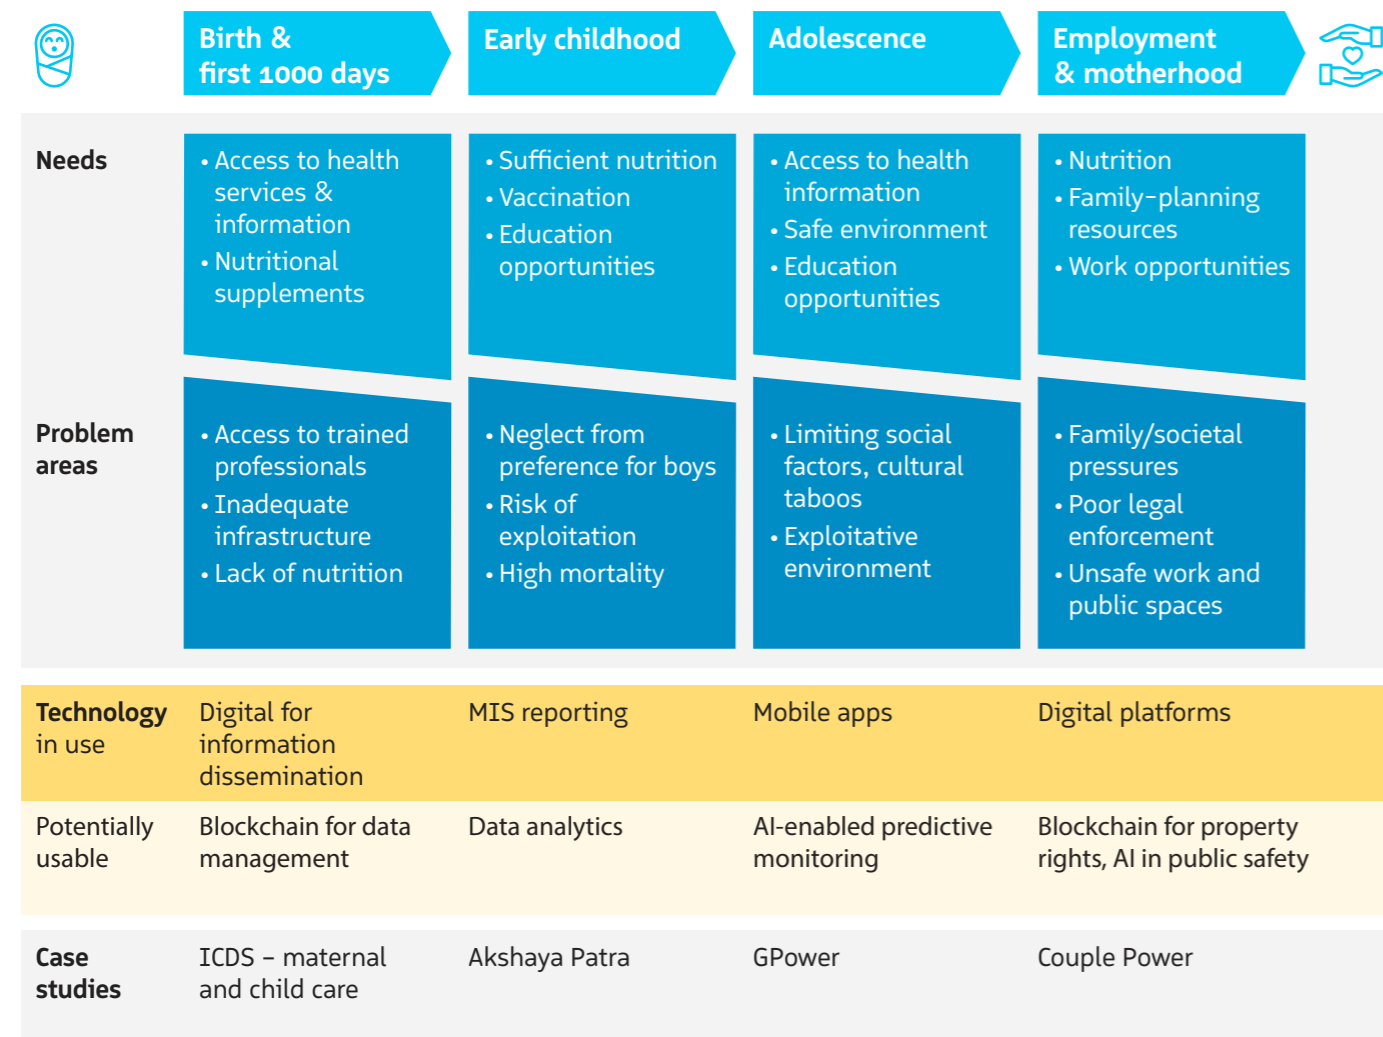 Birth &
first 1000 days
Early childhood
Adolescence
Employment
& motherhood
Needs
• Access to health
services &
information
• Nutritional
supplements
• Sufficient nutrition
• Vaccination
• Education
opportunities
• Access to health
information
• Safe environment
• Education
opportunities
• Nutrition
• Family-planning
resources
• Work opportunities
Problem
areas
• Access to trained
professionals
• Inadequate
infrastructure
• Lack of nutrition
• Neglect from
preference for boys
• Risk of
exploitation
• High mortality
• Limiting social
factors, cultural
taboos
• Exploitative
environment
• Family/societal
pressures
• Poor legal
enforcement
• Unsafe work and
public spaces
Technology
in use
Digital for
information
dissemination
MIS reporting
Mobile apps
Digital platforms
Potentially
usable
Blockchain for data
management
Data analytics
AI-enabled predictive
monitoring
Blockchain for property
rights, AI in public safety
Case
studies
ICDS – maternal
and child care
Akshaya Patra
GPower
Couple Power